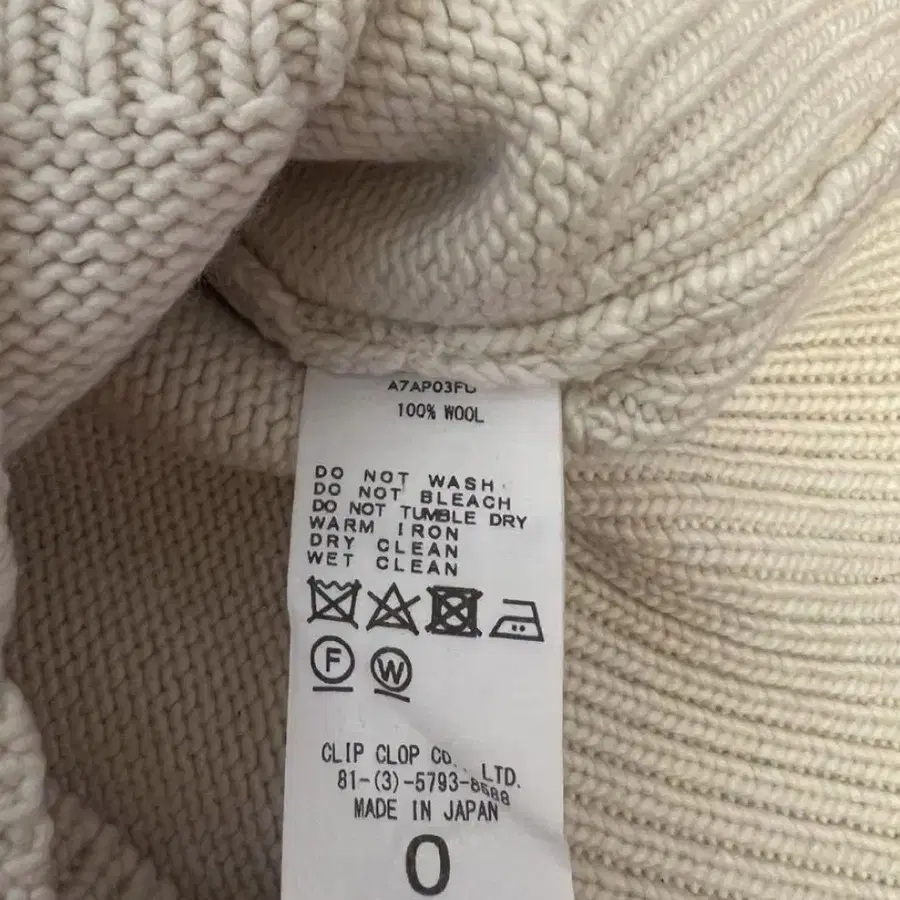 A7AP03FU
100% WOOL
DO NOT WASH
DO NOT BLEACH
DO NOT TUMBLE DRY
WARM IRON
DRY CLEAN
WET CLEAN
F W
CLIP CLOP CO., LTD.
81-(3)-5793-8588
MADE IN JAPAN
0